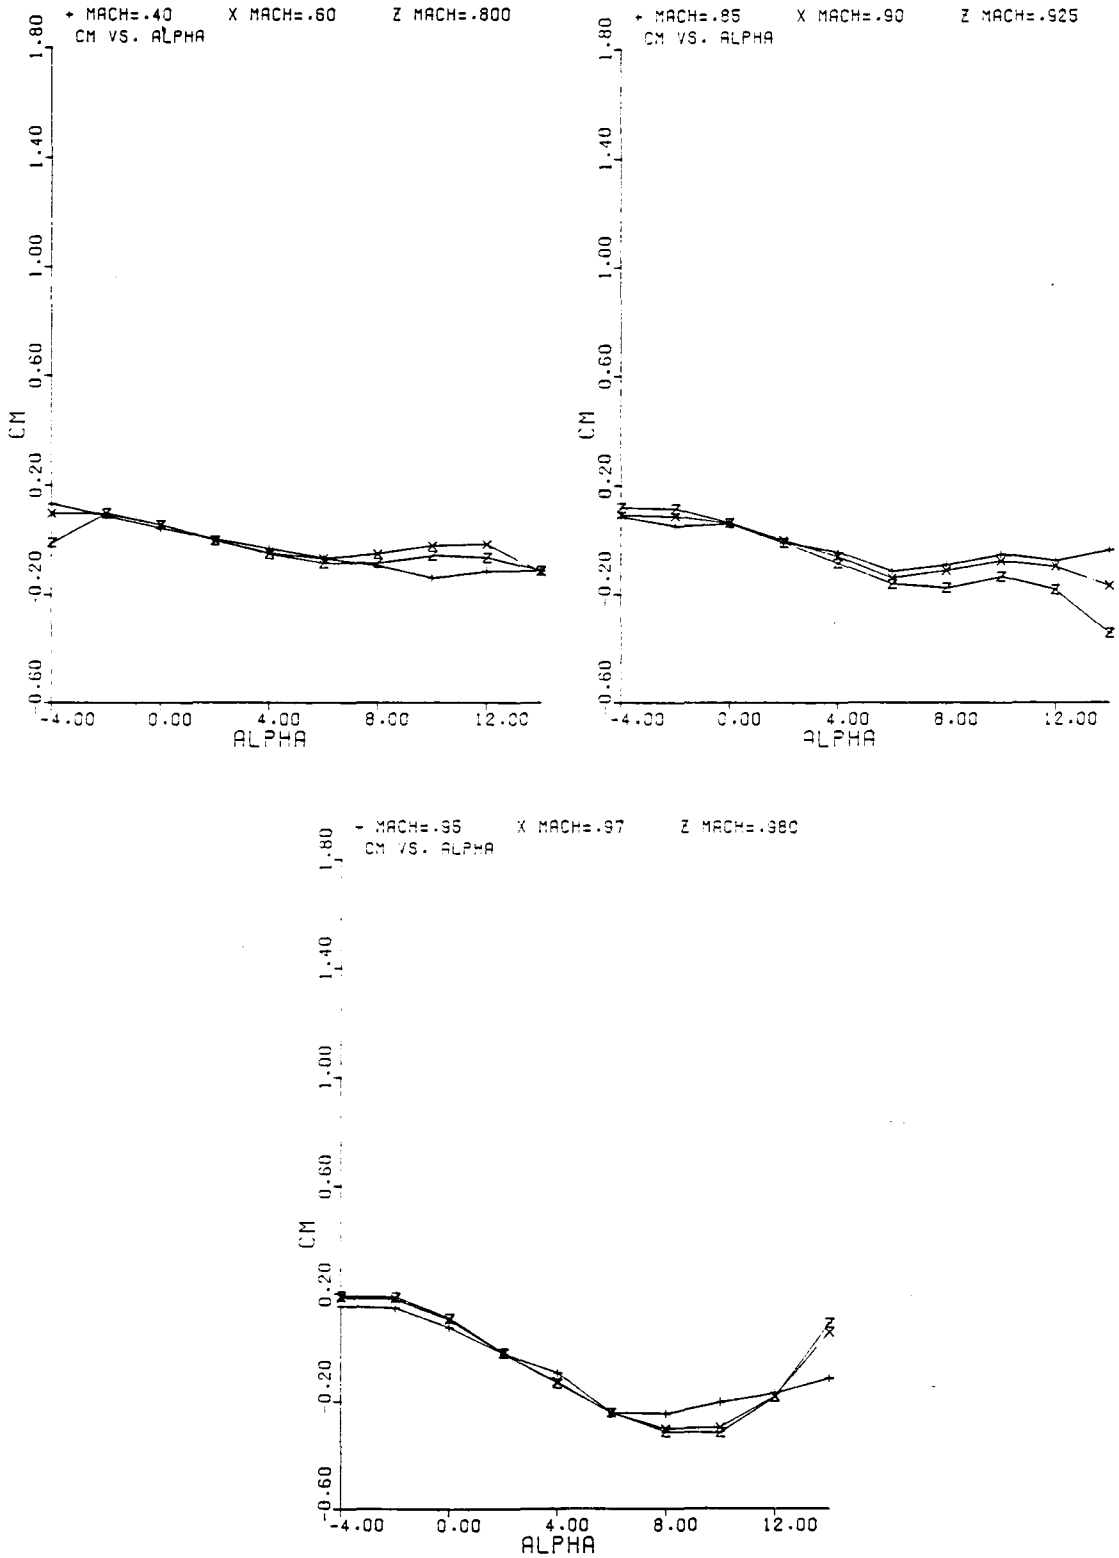 + MACH=.40 X MACH=.60 Z MACH=.800
CM VS. ALPHA
1.80
1.40
1.00
0.60
0.20
-0.20
-0.60
CM
-4.00 0.00 4.00 8.00 12.00
ALPHA
+ MACH=.85 X MACH=.90 Z MACH=.925
CM VS. ALPHA
1.80
1.40
1.00
0.60
0.20
-0.20
-0.60
CM
-4.00 0.00 4.00 8.00 12.00
ALPHA
- MACH=.95 X MACH=.97 Z MACH=.980
CM VS. ALPHA
1.80
1.40
1.00
0.60
0.20
-0.20
-0.60
CM
-4.00 0.00 4.00 8.00 12.00
ALPHA